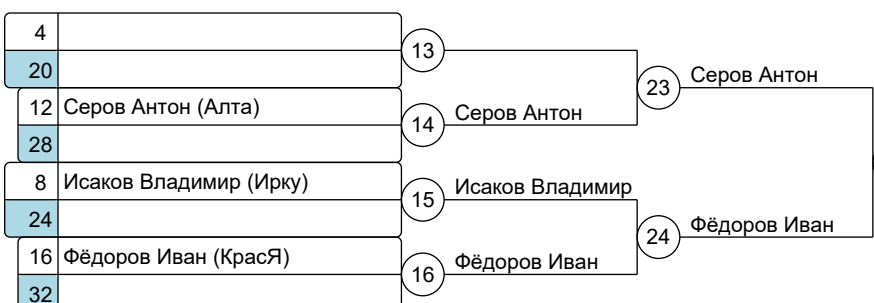 4
20
13
12 Серов Антон (Алта)
28
14
Серов Антон
23
Серов Антон
8 Исаков Владимир (Ирку)
24
15
Исаков Владимир
16 Фёдоров Иван (КрасЯ)
32
16
Фёдоров Иван
24
Фёдоров Иван